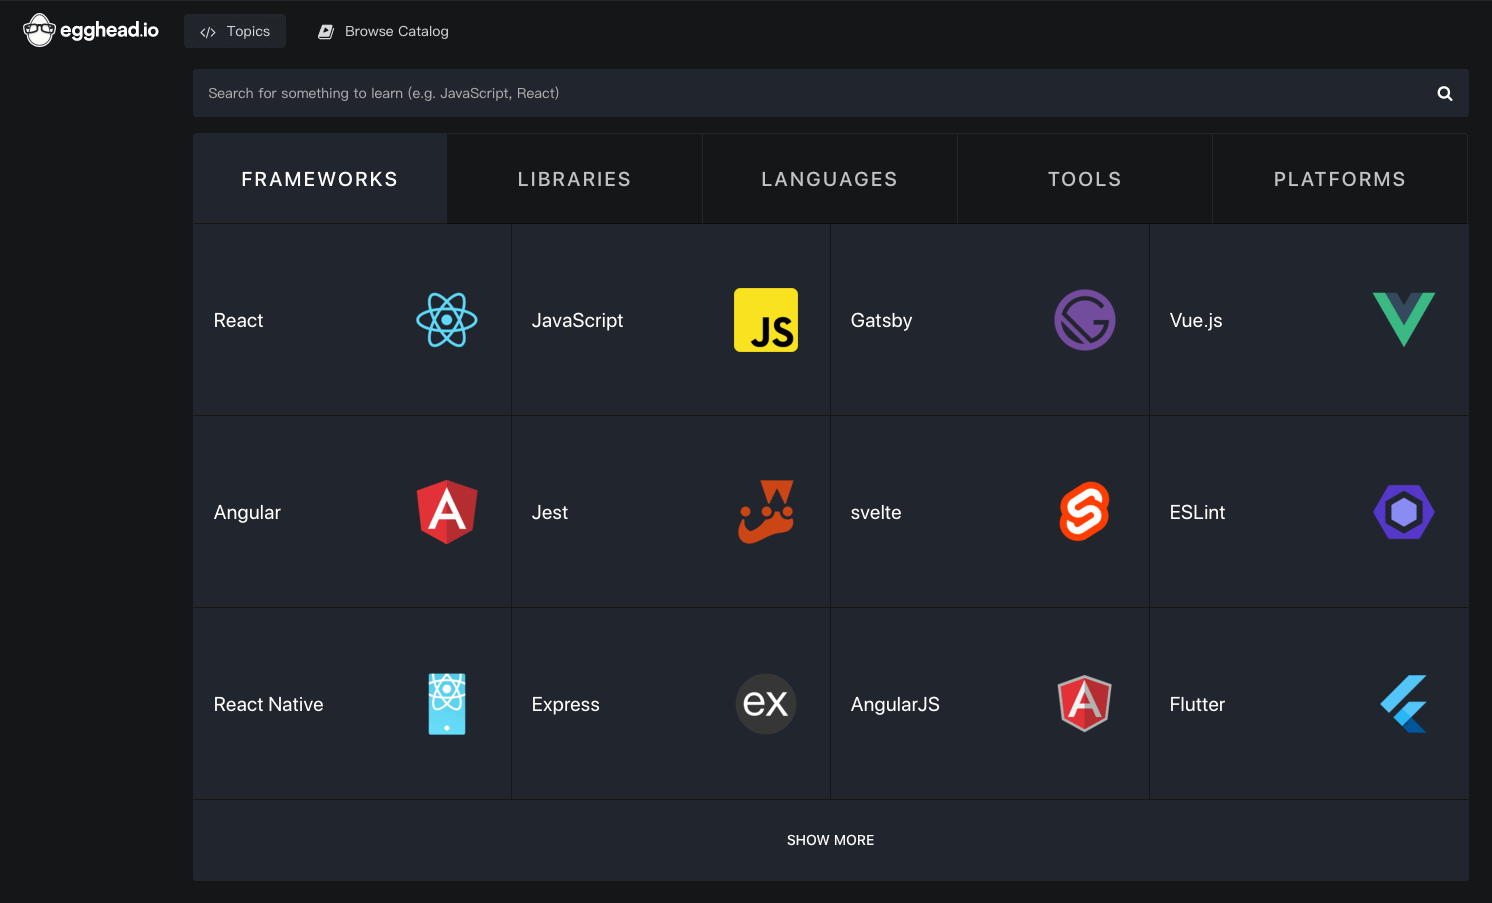 egghead.io
Topics
Browse Catalog
Search for something to learn (e.g. JavaScript, React)
FRAMEWORKS
LIBRARIES
LANGUAGES
TOOLS
PLATFORMS
React
JavaScript
JS
Gatsby
Vue.js
Angular
A
Jest
svelte
ESLint
React Native
Express
ex
AngularJS
A
Flutter
SHOW MORE